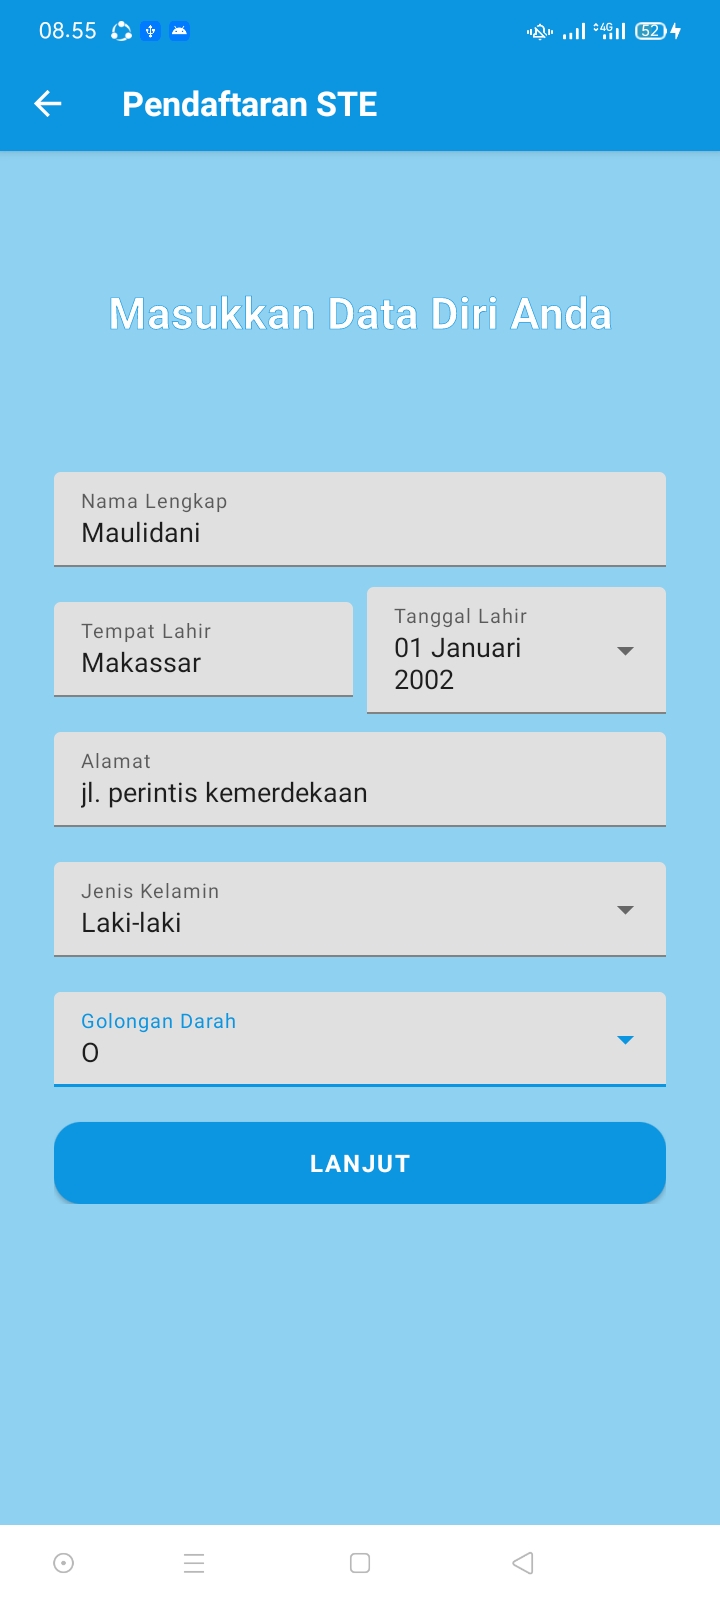 08.55
4G
52
Pendaftaran STE
Masukkan Data Diri Anda
Nama Lengkap
Maulidani
Tempat Lahir
Makassar
Tanggal Lahir
01 Januari
2002
Alamat
jl. perintis kemerdekaan
Jenis Kelamin
Laki-laki
Golongan Darah
O
LANJUT